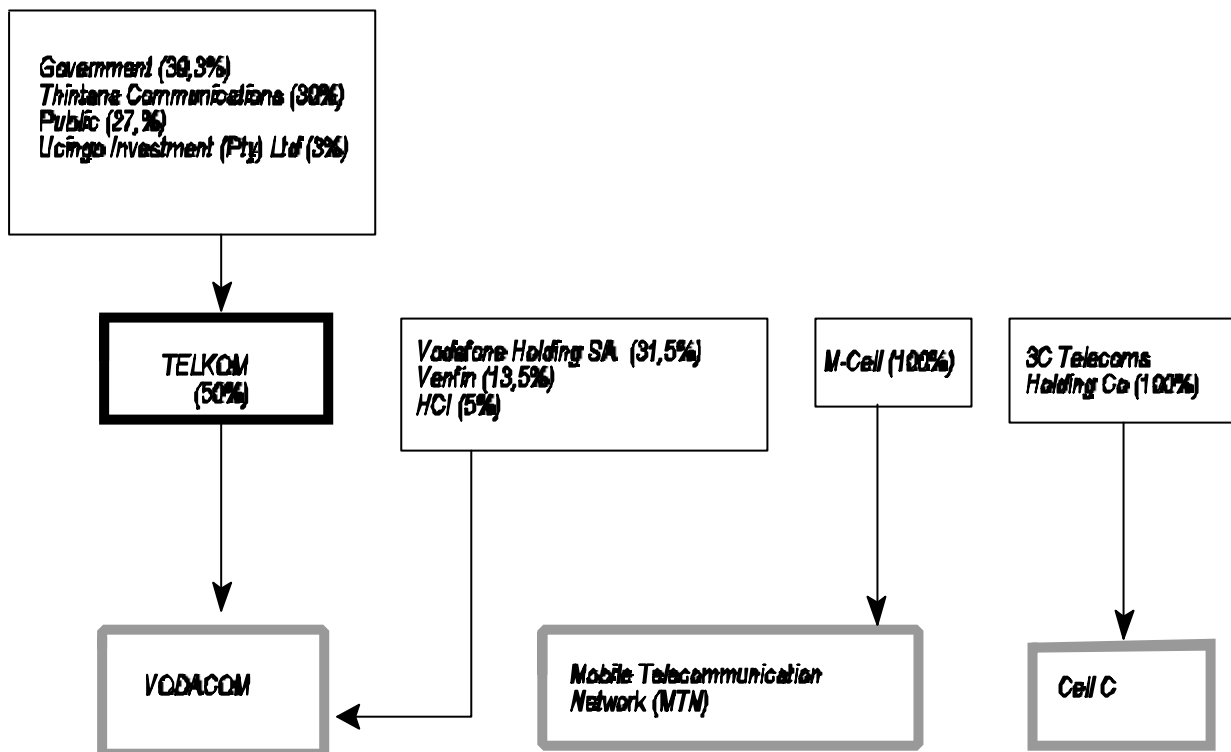 Government (39,3%)
Thintana Communications (30%)
Public (27,%)
Ucingo Investment (Pty) Ltd (3%)
TELKOM
(50%)
Vodafone Holding SA (31,5%)
Venfin (13,5%)
HCI (5%)
M-Cell (100%)
3C Telecoms
Holding Co (100%)
VODACOM
Mobile Telecommunication
Network (MTN)
Cell C